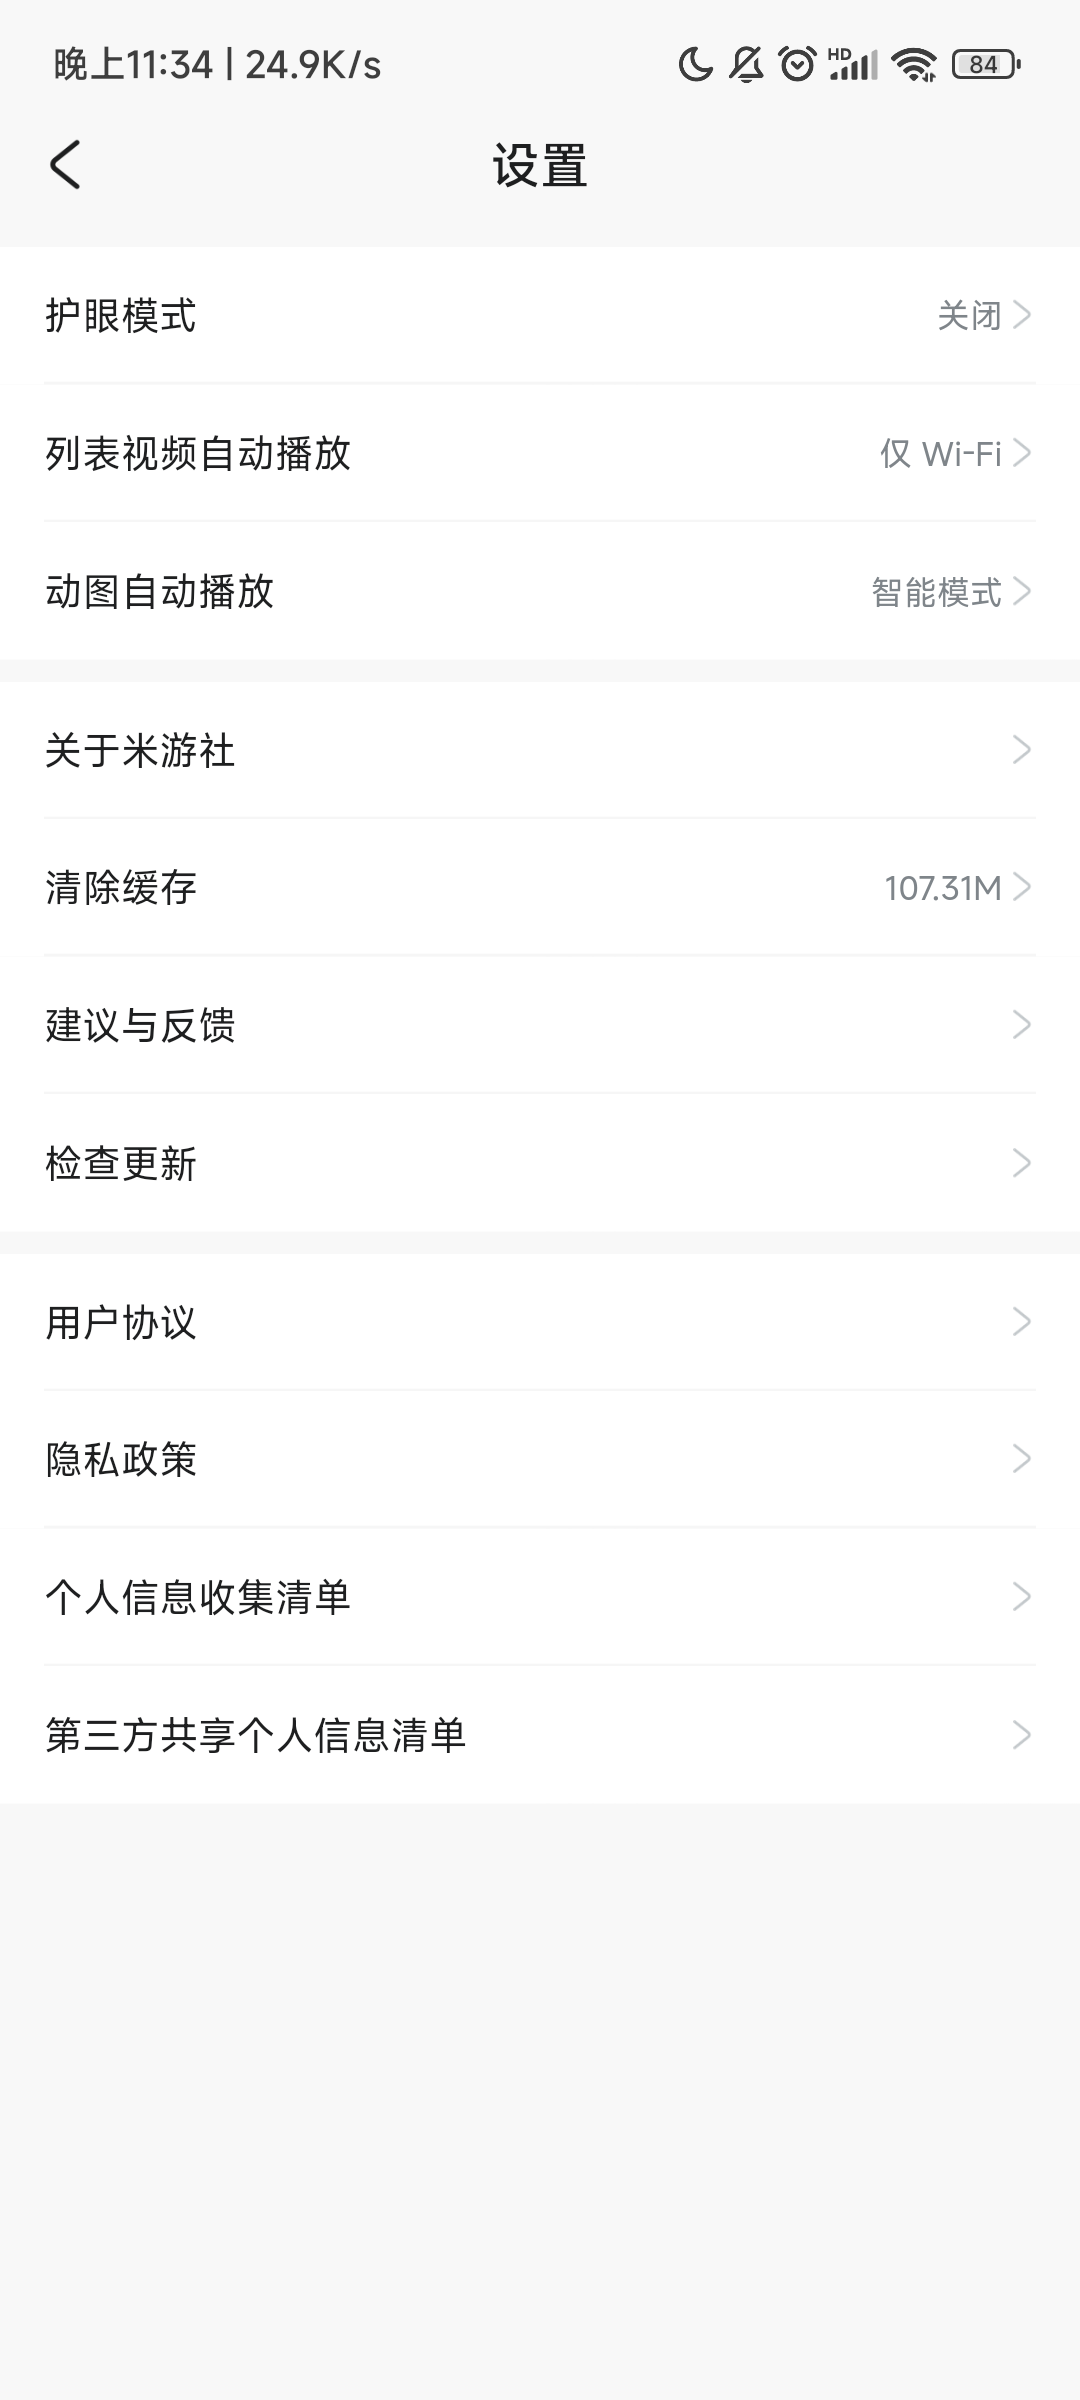 晚上11:34 | 24.9K/s
HD
84
设置
护眼模式 关闭
列表视频自动播放 仅 Wi-Fi
动图自动播放 智能模式
关于米游社
清除缓存 107.31M
建议与反馈
检查更新
用户协议
隐私政策
个人信息收集清单
第三方共享个人信息清单